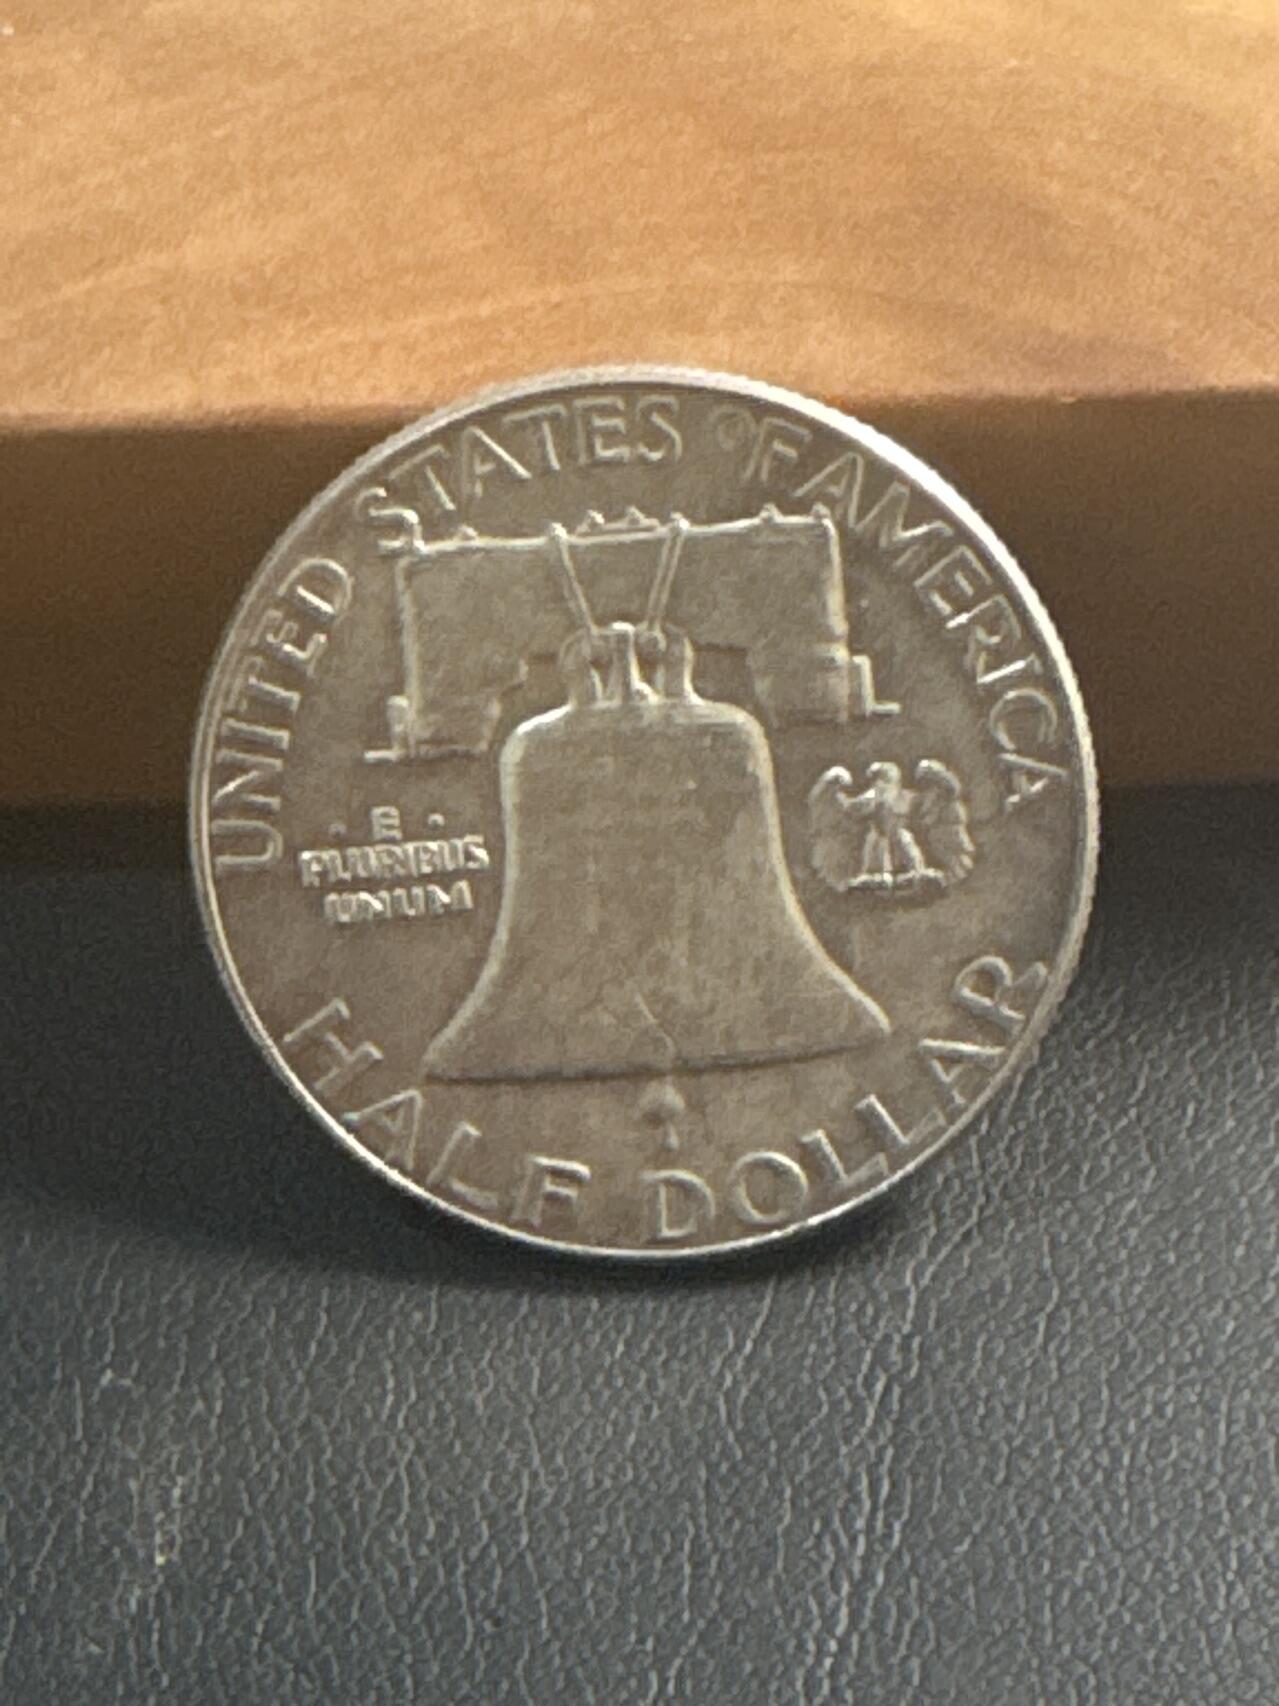 UNITED STATES OF AMERICA
E
PLURIBUS
UNUM
HALF DOLLAR